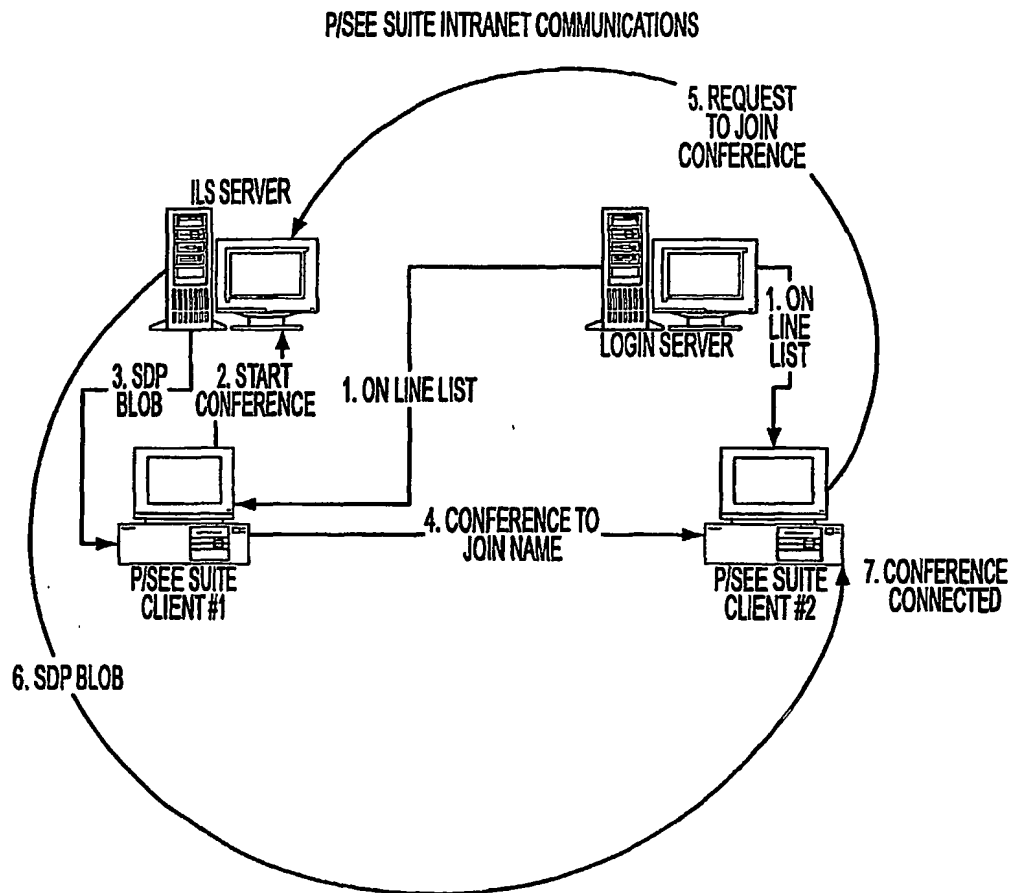 P/SEE SUITE INTRANET COMMUNICATIONS
5. REQUEST
TO JOIN
CONFERENCE
ILS SERVER
LOGIN SERVER
1. ON
LINE
LIST
3. SDP
BLOB
2. START
CONFERENCE
1. ON LINE LIST
4. CONFERENCE TO
JOIN NAME
P/SEE SUITE
CLIENT #1
P/SEE SUITE
CLIENT #2
7. CONFERENCE
CONNECTED
6. SDP BLOB